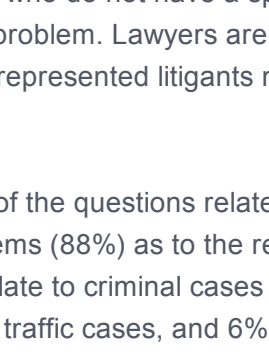 who do not have a sp
problem. Lawyers are
represented litigants r
of the questions relate
ems (88%) as to the re
late to criminal cases
traffic cases, and 6%